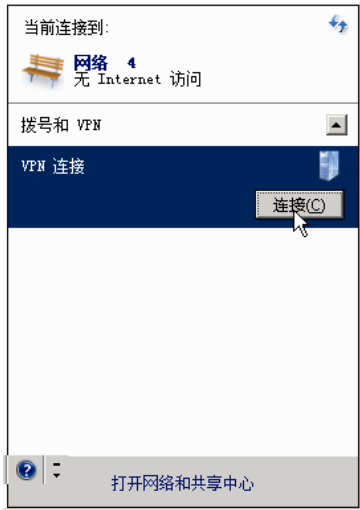 当前连接到:
网络 4
无 Internet 访问
拨号和 VPN
VPN 连接
连接(C)
打开网络和共享中心